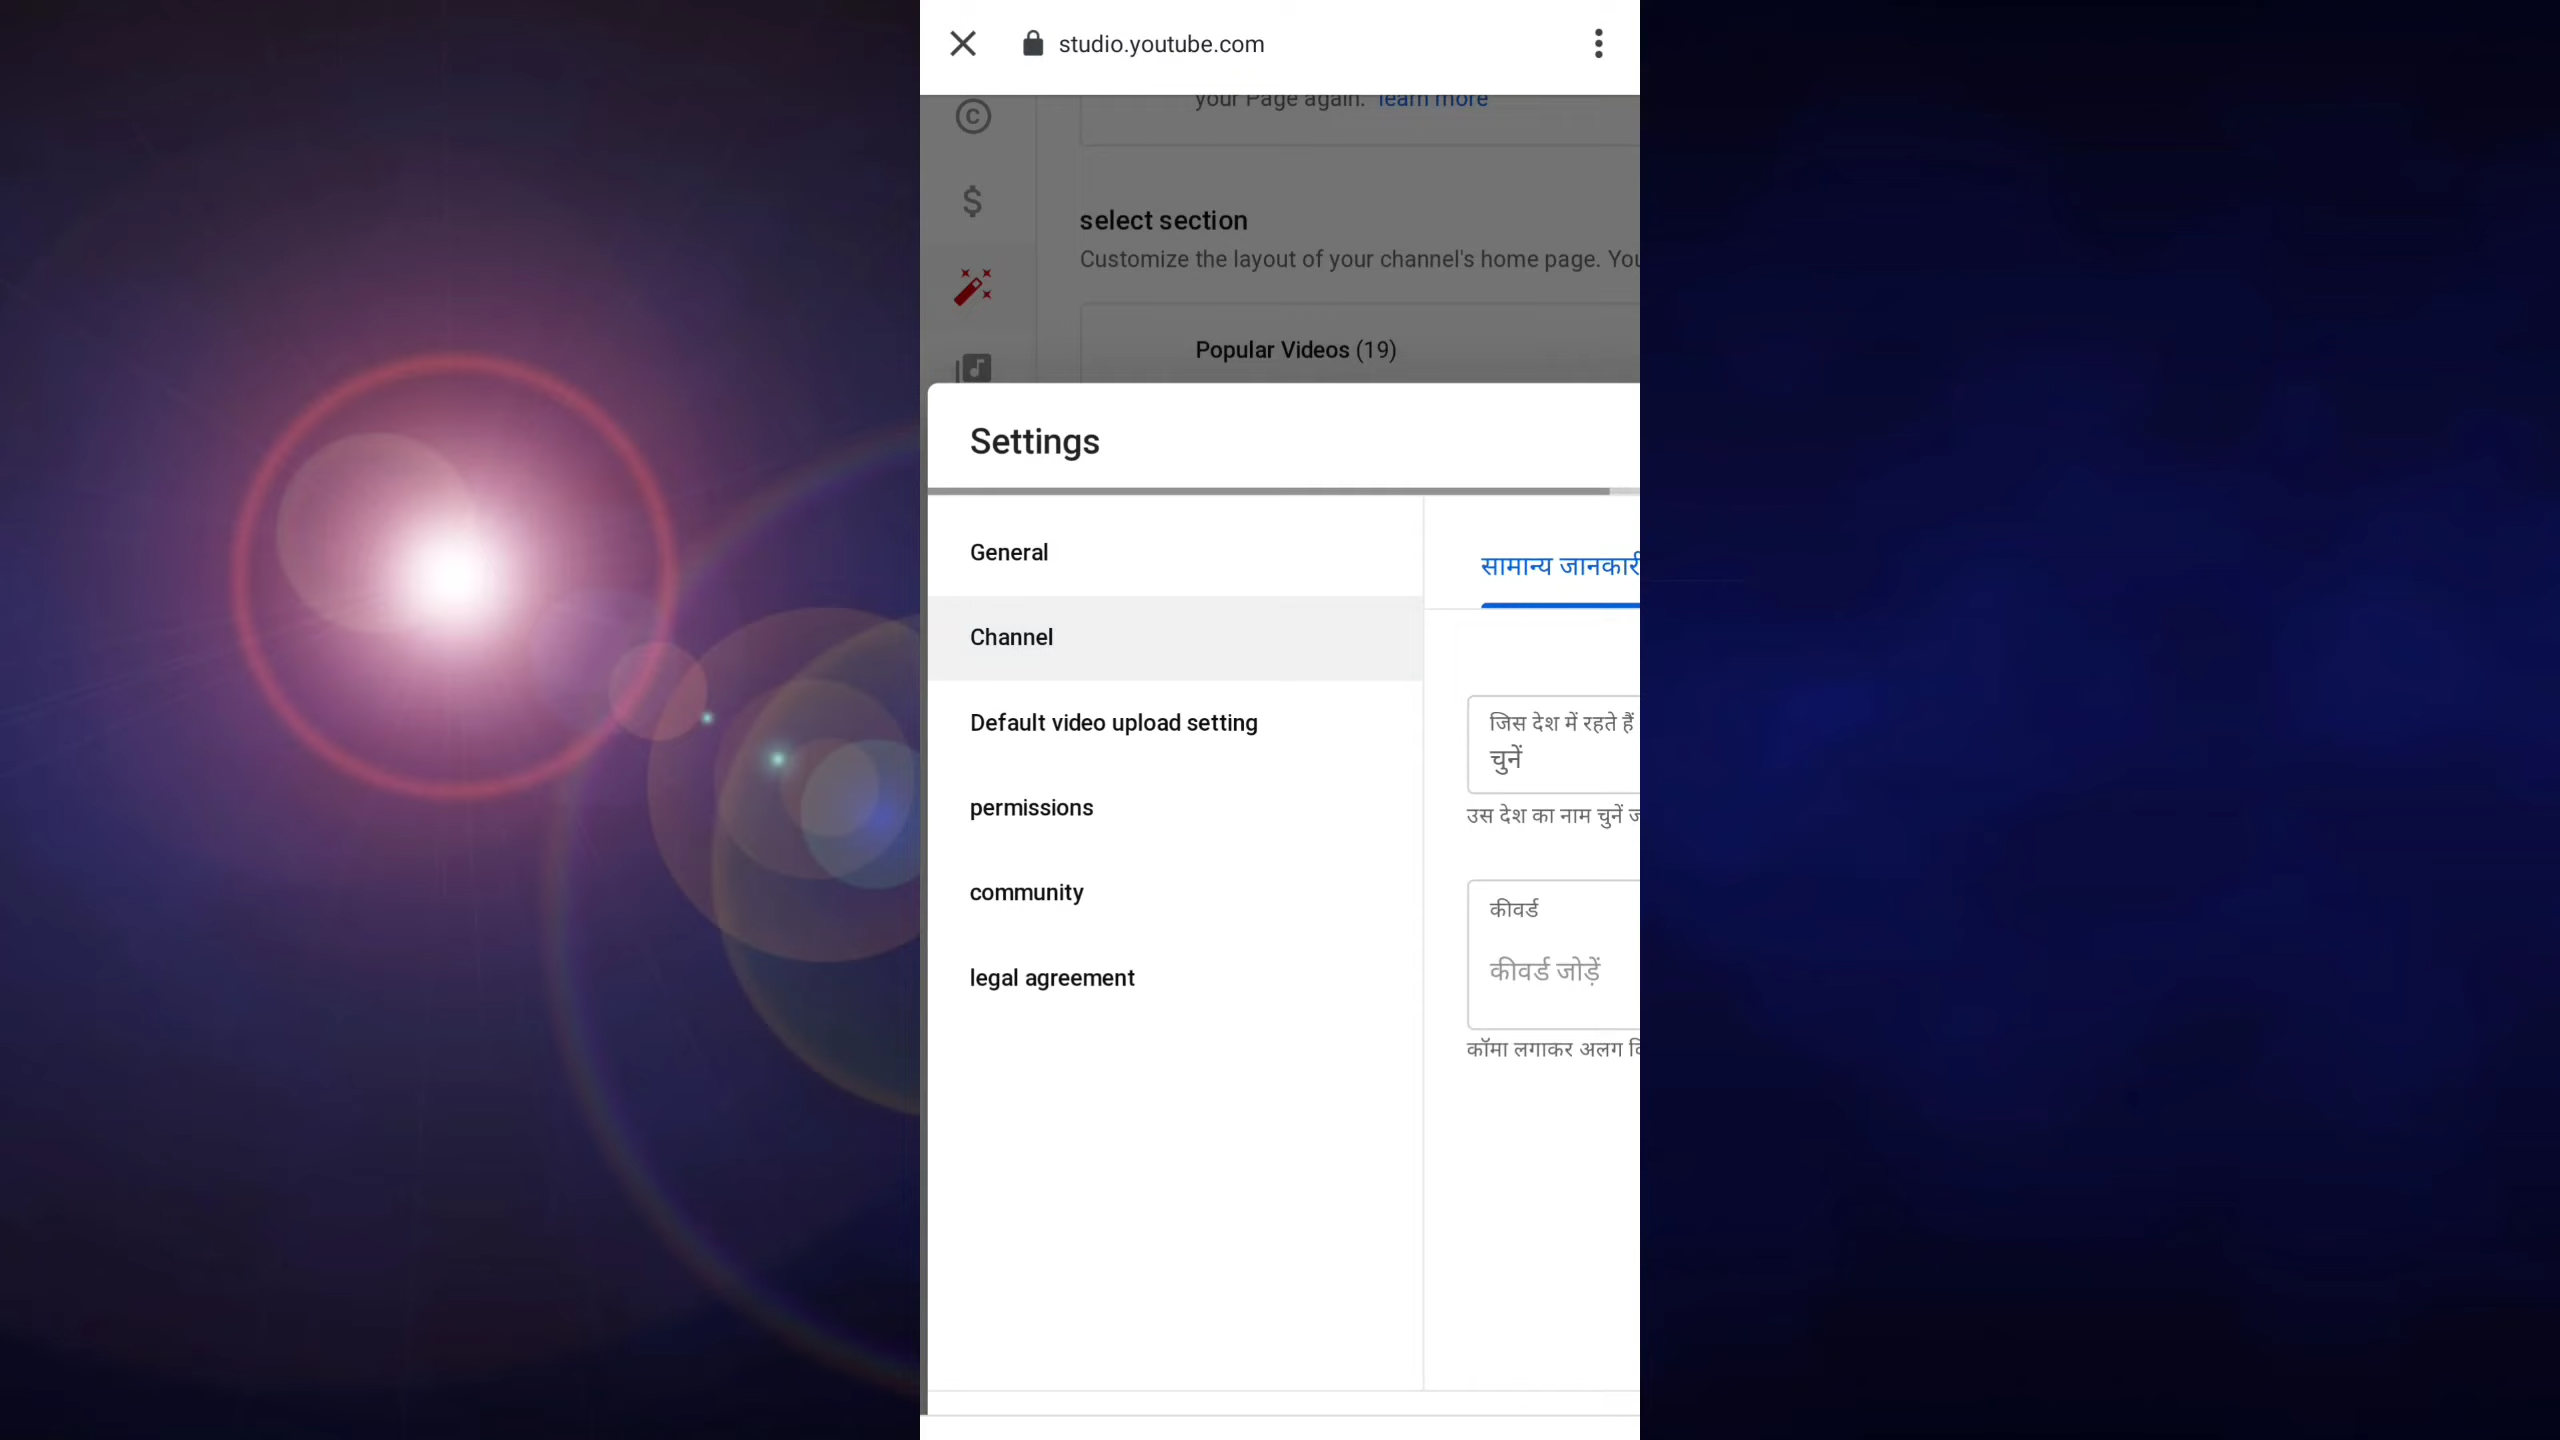 studio.youtube.com
your Page again. learn more
select section
Customize the layout of your channel's home page. You
Popular Videos (19)
Settings
General
Channel
Default video upload setting
permissions
community
legal agreement
सामान्य जानकारी
जिस देश में रहते हैं
चुनें
उस देश का नाम चुनें
कीवर्ड
कीवर्ड जोड़ें
कॉमा लगाकर अलग